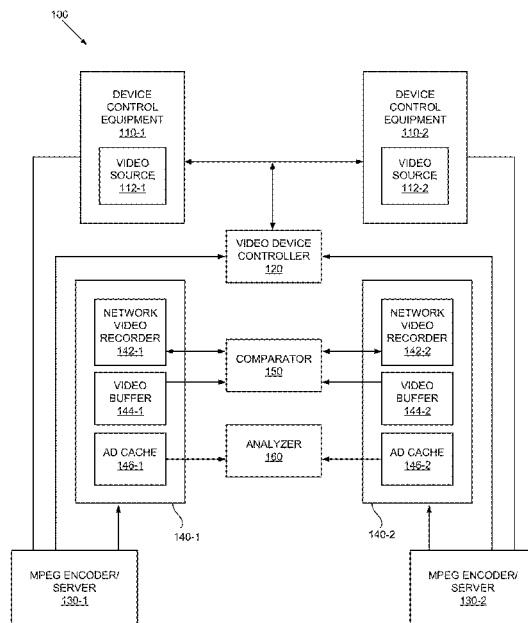 100
DEVICE
CONTROL
EQUIPMENT
110-1
VIDEO
SOURCE
112-1
DEVICE
CONTROL
EQUIPMENT
110-2
VIDEO
SOURCE
112-2
VIDEO DEVICE
CONTROLLER
120
NETWORK
VIDEO
RECORDER
142-1
VIDEO
BUFFER
144-1
AD CACHE
146-1
COMPARATOR
150
ANALYZER
160
NETWORK
VIDEO
RECORDER
142-2
VIDEO
BUFFER
144-2
AD CACHE
146-2
140-1
140-2
MPEG ENCODER/
SERVER
130-1
MPEG ENCODER/
SERVER
130-2